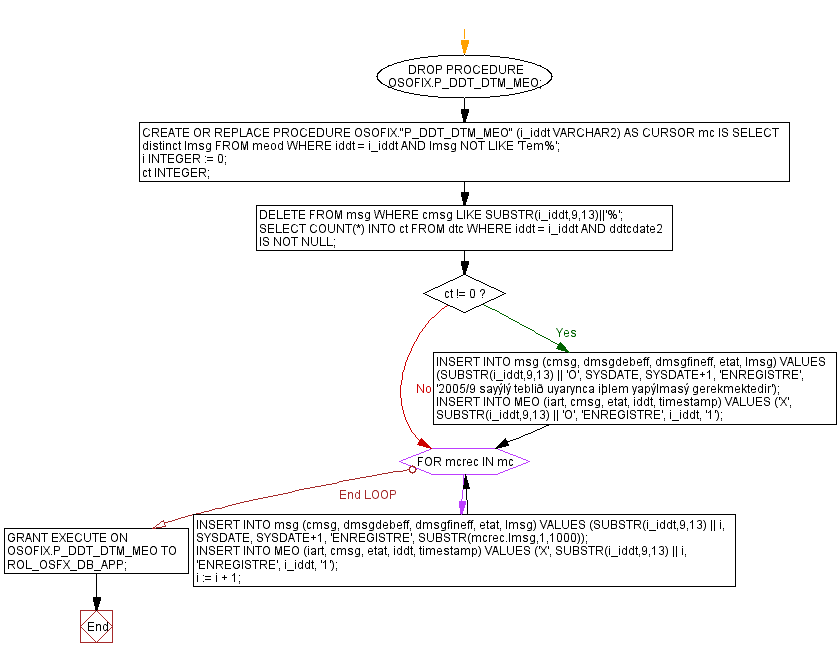 DROP PROCEDURE
OSOFIX.P_DDT_DTM_MEO;
CREATE OR REPLACE PROCEDURE OSOFIX."P_DDT_DTM_MEO" (i_iddt VARCHAR2) AS CURSOR mc IS SELECT
distinct lmsg FROM meod WHERE iddt = i_iddt AND lmsg NOT LIKE 'Tem%';
i INTEGER := 0;
ct INTEGER;
DELETE FROM msg WHERE cmsg LIKE SUBSTR(i_iddt,9,13)||'%';
SELECT COUNT(*) INTO ct FROM dtc WHERE iddt = i_iddt AND ddtcdate2
IS NOT NULL;
ct != 0 ?
Yes
INSERT INTO msg (cmsg, dmsgdebeff, dmsgfineff, etat, lmsg) VALUES
(SUBSTR(i_iddt,9,13) || 'O', SYSDATE, SYSDATE+1, 'ENREGISTRE',
'2005/9 sayýlý teblið uyarynca iþlem yapýlmasý gerekmektedir');
INSERT INTO MEO (iart, cmsg, etat, iddt, timestamp) VALUES ('X',
SUBSTR(i_iddt,9,13) || 'O', 'ENREGISTRE', i_iddt, '1');
No
FOR mcrec IN mc
End LOOP
INSERT INTO msg (cmsg, dmsgdebeff, dmsgfineff, etat, lmsg) VALUES (SUBSTR(i_iddt,9,13) || i,
SYSDATE, SYSDATE+1, 'ENREGISTRE', SUBSTR(mcrec.lmsg,1,1000));
INSERT INTO MEO (iart, cmsg, etat, iddt, timestamp) VALUES ('X', SUBSTR(i_iddt,9,13) || i,
'ENREGISTRE', i_iddt, '1');
i := i + 1;
GRANT EXECUTE ON
OSOFIX.P_DDT_DTM_MEO TO
ROL_OSFX_DB_APP;
End